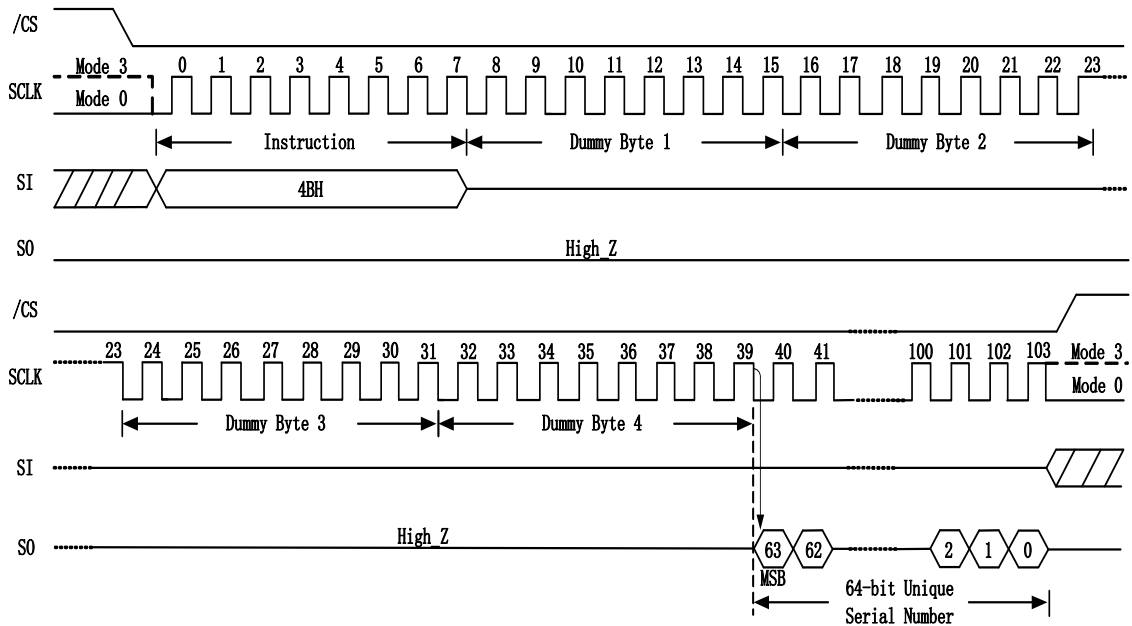 /CS
Mode 3 0 1 2 3 4 5 6 7 8 9 10 11 12 13 14 15 16 17 18 19 20 21 22 23
SCLK
Mode 0
Instruction Dummy Byte 1 Dummy Byte 2
SI
4BH
SO
High_Z
/CS
23 24 25 26 27 28 29 30 31 32 33 34 35 36 37 38 39 40 41 100 101 102 103 Mode 3
SCLK
Mode 0
Dummy Byte 3 Dummy Byte 4
SI
High_Z
SO
63 62 2 1 0
MSB
64-bit Unique
Serial Number